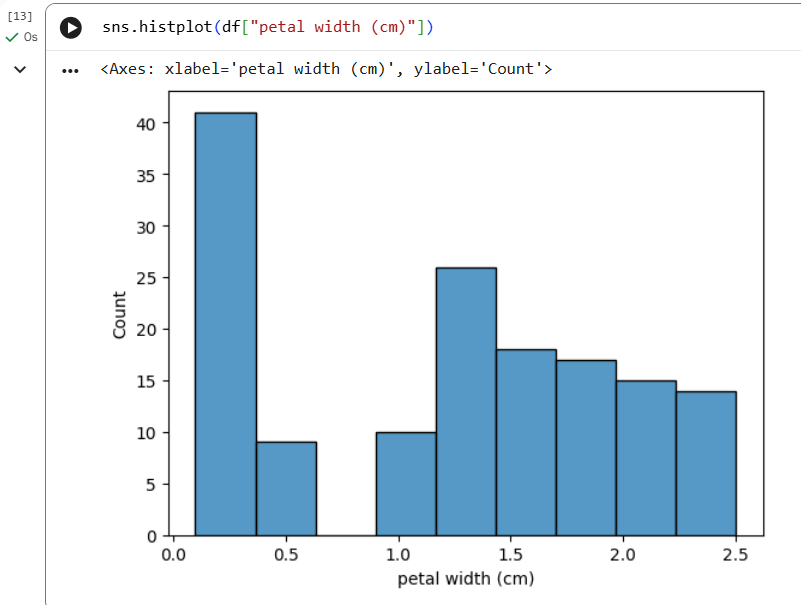 [13]
sns.histplot(df["petal width (cm)"])
0s
<Axes: xlabel='petal width (cm)', ylabel='Count'>
40
35
30
25
20
15
10
5
0
Count
0.0 0.5 1.0 1.5 2.0 2.5
petal width (cm)